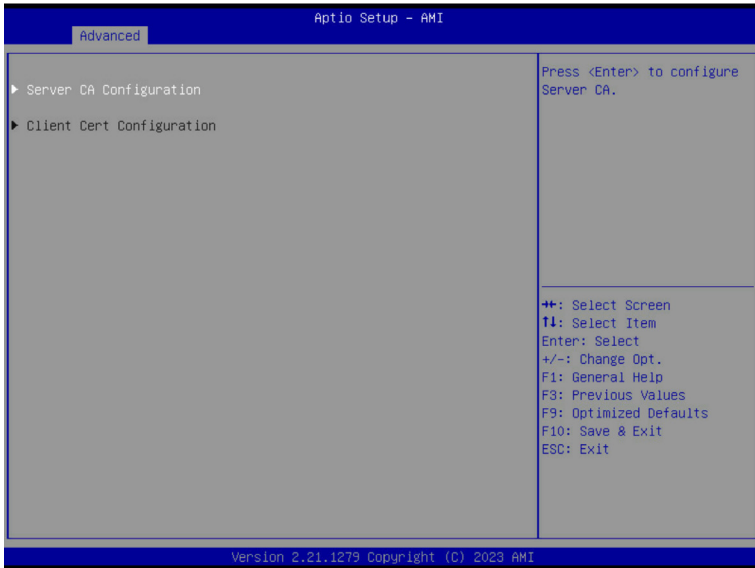 Aptio Setup – AMI
Advanced
▶ Server CA Configuration
▶ Client Cert Configuration
Press <Enter> to configure
Server CA.
→←: Select Screen
↑↓: Select Item
Enter: Select
+/-: Change Opt.
F1: General Help
F3: Previous Values
F9: Optimized Defaults
F10: Save & Exit
ESC: Exit
Version 2.21.1279 Copyright (C) 2023 AMI